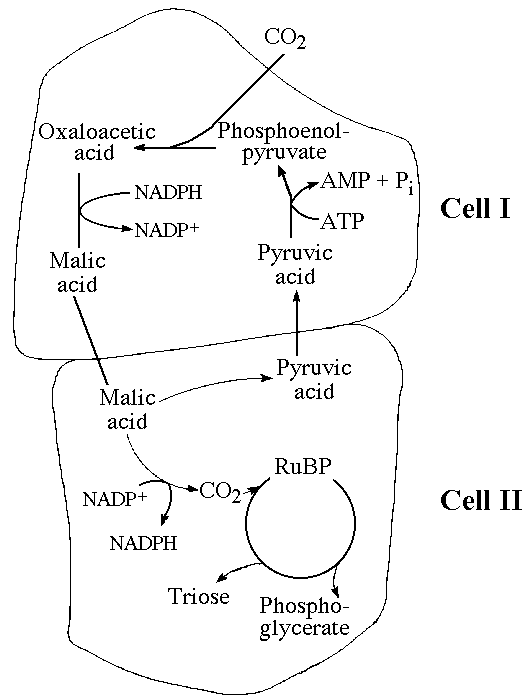 CO2
Oxaloacetic
acid
Phosphoenol-
pyruvate
NADPH
NADP+
AMP + Pi
ATP
Cell I
Malic
acid
Pyruvic
acid
Pyruvic
acid
Malic
acid
RuBP
NADP+
CO2
Cell II
NADPH
Triose
Phospho-
glycerate